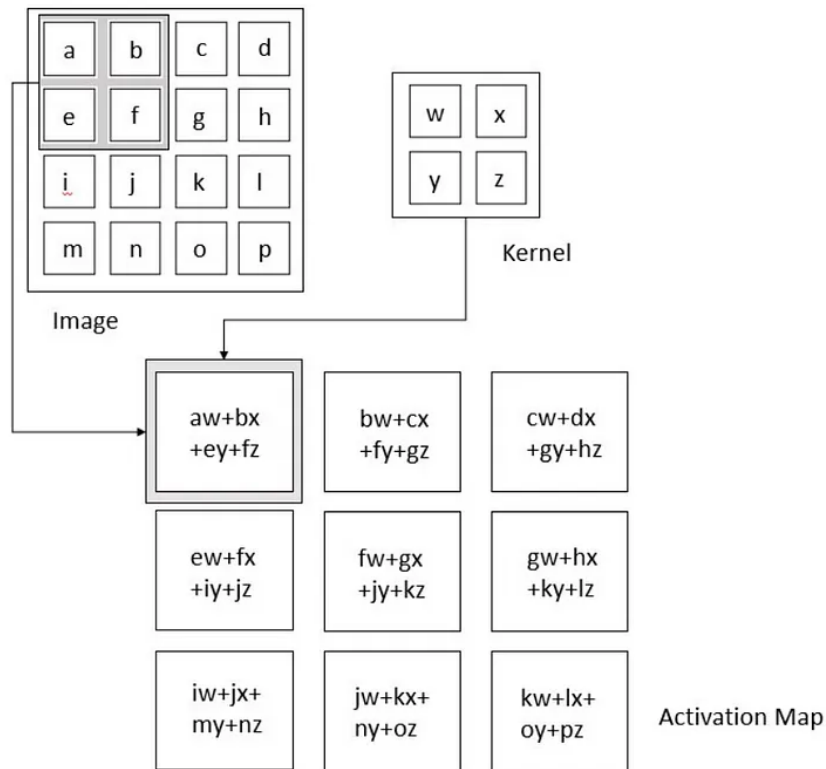 a b c d
e f g h
i j k l
m n o p
Image
w x
y z
Kernel
aw+bx
+ey+fz
bw+cx
+fy+gz
cw+dx
+gy+hz
ew+fx
+iy+jz
fw+gx
+jy+kz
gw+hx
+ky+lz
iw+jx+
my+nz
jw+kx+
ny+oz
kw+lx+
oy+pz
Activation Map